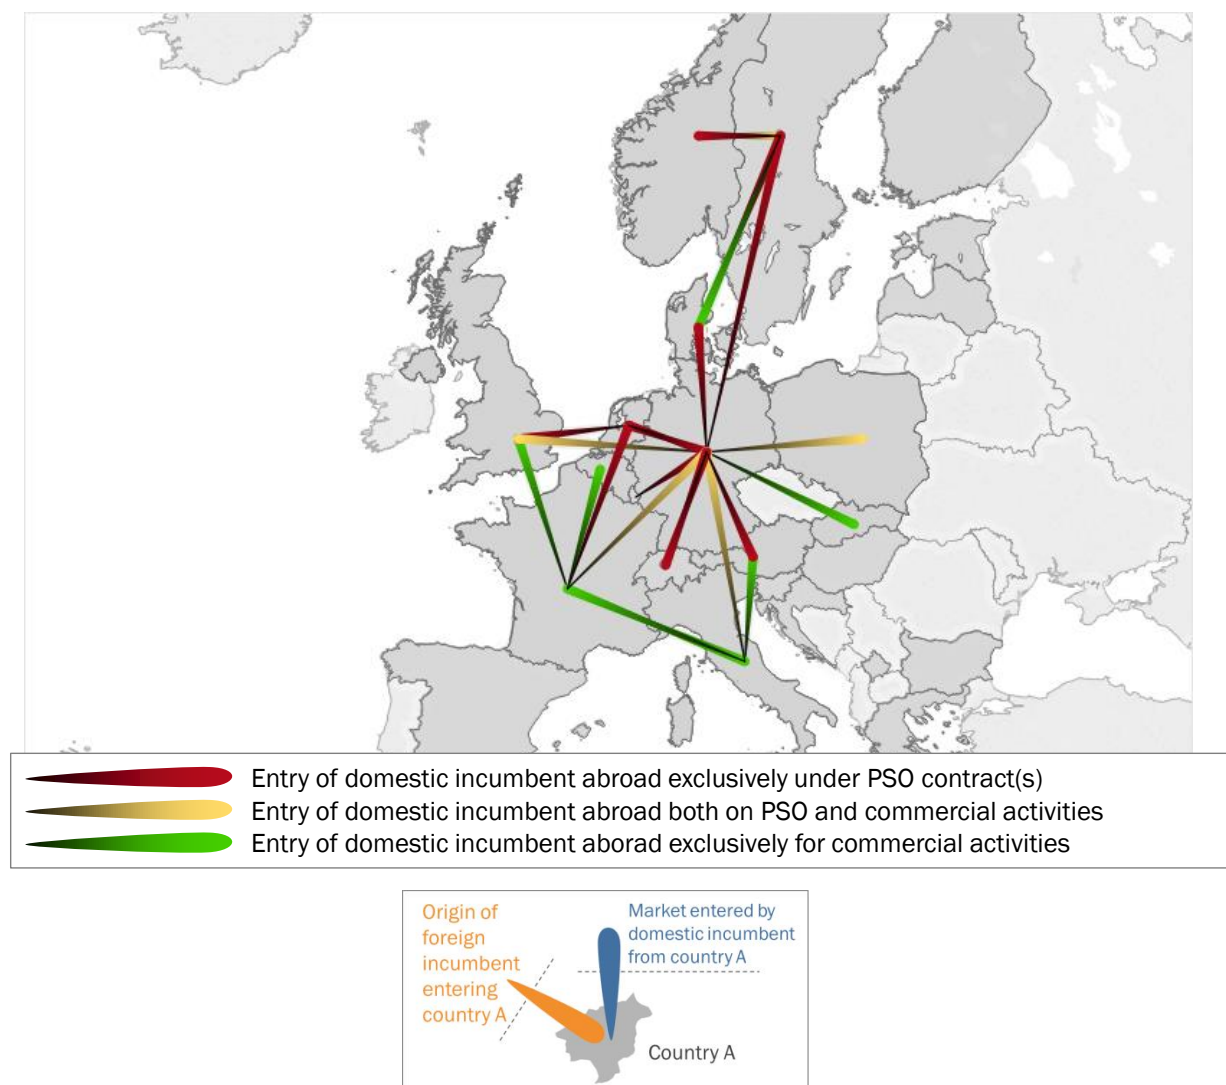 Entry of domestic incumbent abroad exclusively under PSO contract(s)
Entry of domestic incumbent abroad both on PSO and commercial activities
Entry of domestic incumbent aborad exclusively for commercial activities
Origin of
foreign
incumbent
entering
country A
Market entered by
domestic incumbent
from country A
Country A